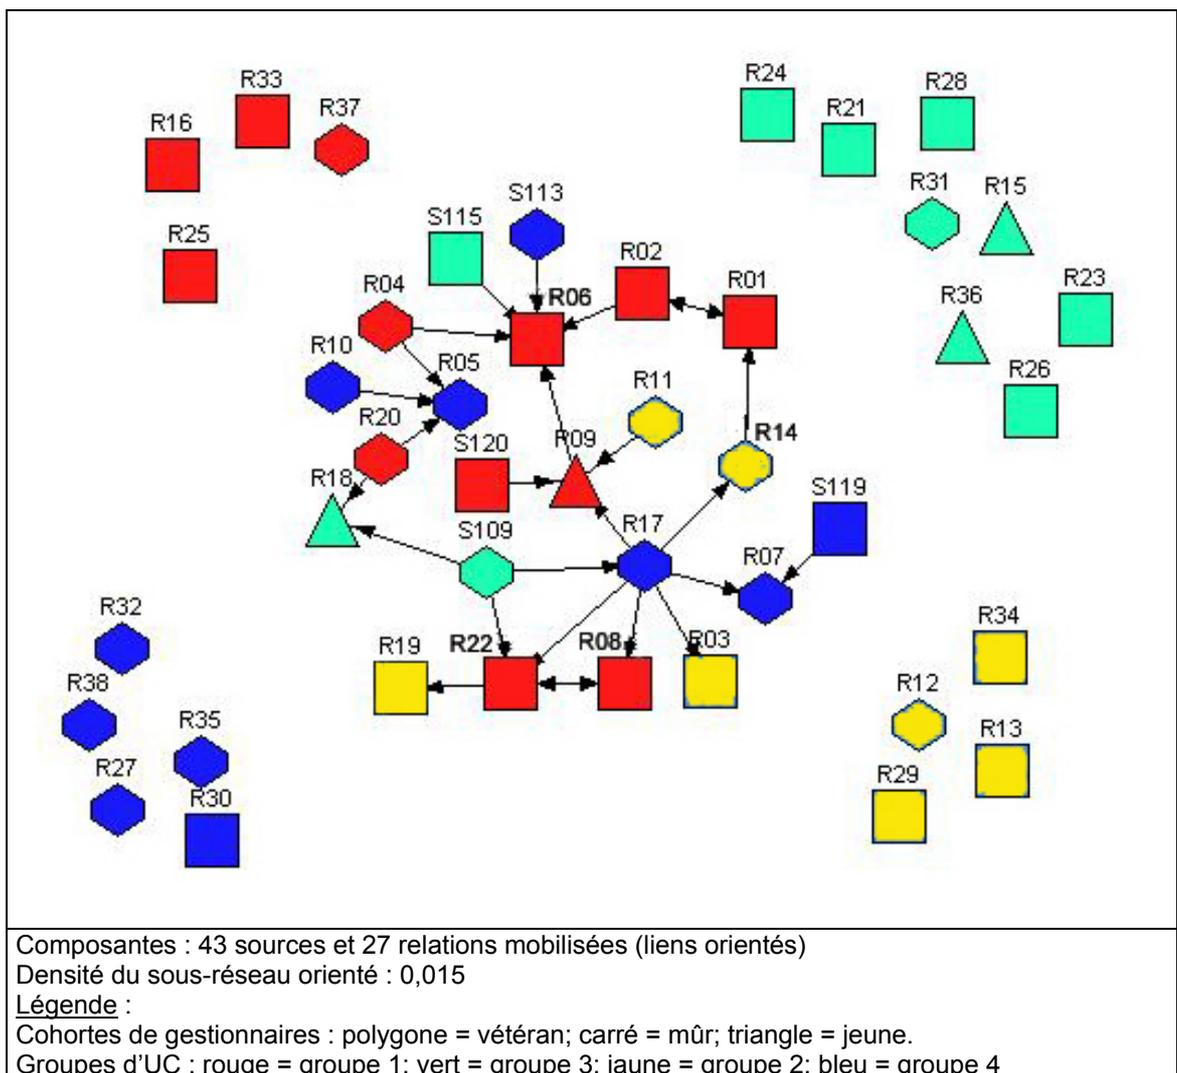 R33
R37
R16
R25
R24
R21
R28
R31
R15
R36
R23
R26
S113
S115
R02
R01
R04
R06
R10
R05
R11
R20
S120
R09
R14
R18
S119
S109
R17
R07
R19
R22
R08
R03
R32
R38
R35
R27
R30
R34
R12
R13
R29
Composantes : 43 sources et 27 relations mobilisées (liens orientés)
Densité du sous-réseau orienté : 0,015
Légende :
Cohortes de gestionnaires : polygone = vétéran; carré = mûr; triangle = jeune.
Groupes d’UC : rouge = groupe 1; vert = groupe 3; jaune = groupe 2; bleu = groupe 4